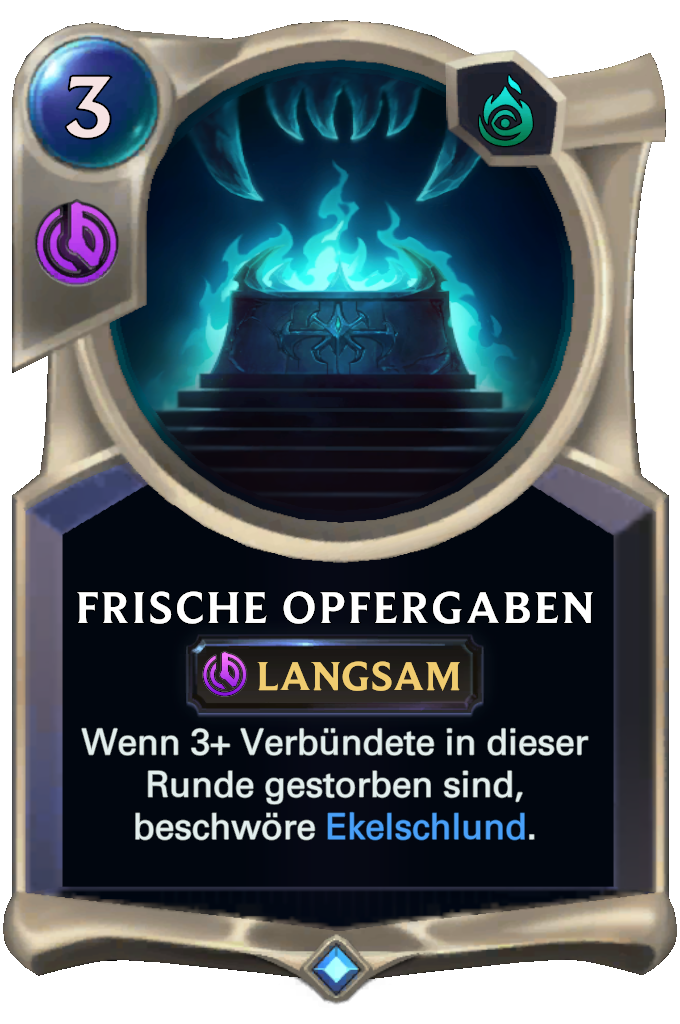 3
FRISCHE OPFERGABEN
LANGSAM
Wenn 3+ Verbündete in dieser
Runde gestorben sind,
beschwöre Ekelschlund.